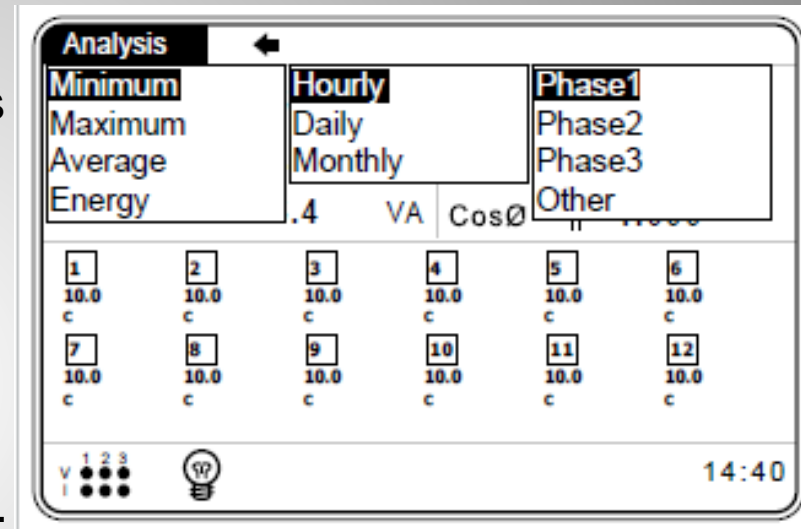 Analysis
Minimum Hourly Phase1
Maximum Daily Phase2
Average Monthly Phase3
Energy Other
.4 VA CosØ
1 2 3 4 5 6
10.0 10.0 10.0 10.0 10.0 10.0
c c c c c c
7 8 9 10 11 12
10.0 10.0 10.0 10.0 10.0 10.0
c c c c c c
1 2 3
V
I
14:40